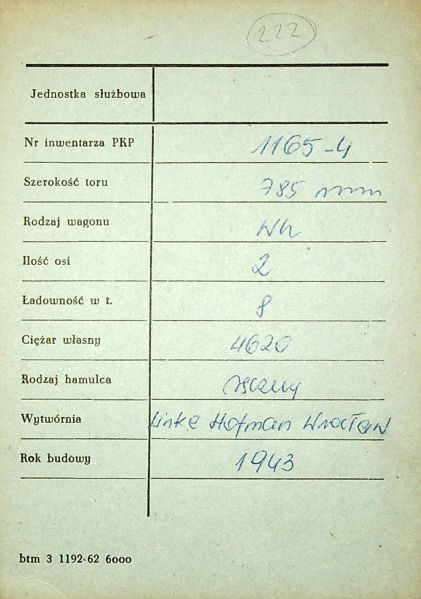 222
Jednostka służbowa
Nr inwentarza PKP 1165-4
Szerokość toru 785 mm
Rodzaj wagonu Wh
Ilość osi 2
Ładowność w t. 8
Ciężar własny 4620
Rodzaj hamulca ręczny
Wytwórnia Linke Hofman Wrocław
Rok budowy 1943
btm 3 1192-62 6000